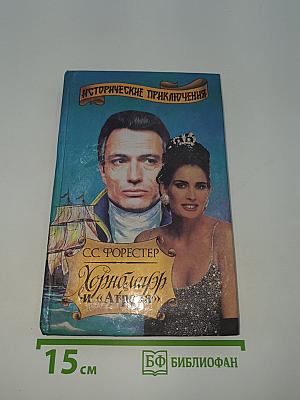 ИСТОРИЧЕСКИЕ ПРИКЛЮЧЕНИЯ
С.С. ФОРЕСТЕР
Хорнблауэр
и «Атропа»
15 см
БФ БИБЛИОФАН